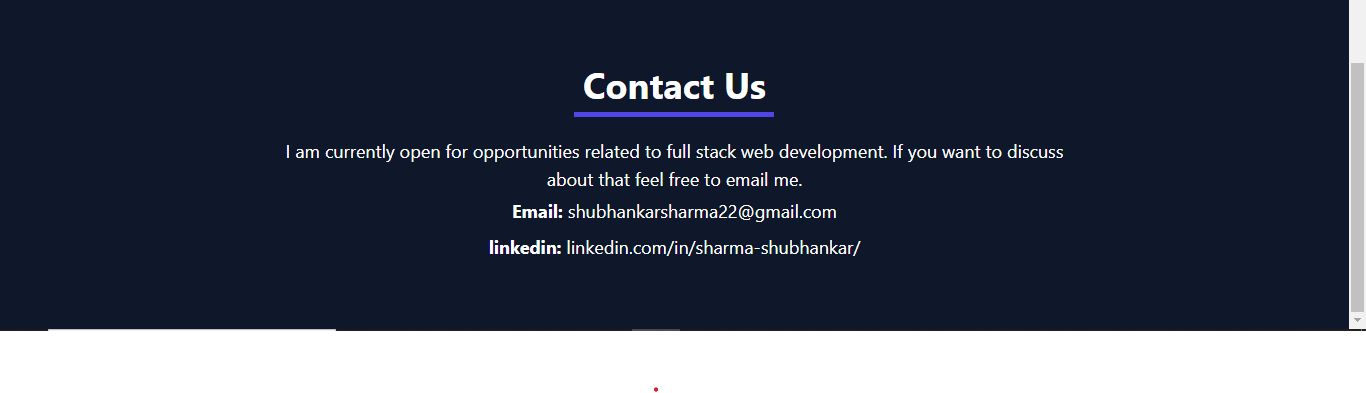 Contact Us
I am currently open for opportunities related to full stack web development. If you want to discuss
about that feel free to email me.
Email: shubhankarsharma22@gmail.com
linkedin: linkedin.com/in/sharma-shubhankar/